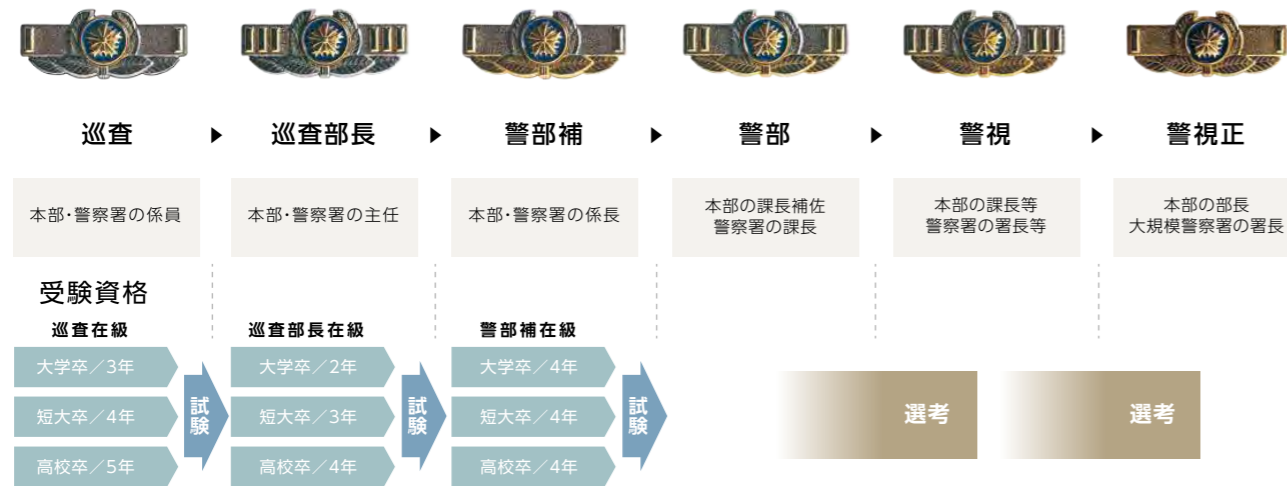 巡査 ▶ 巡査部長 ▶ 警部補 ▶ 警部 ▶ 警視 ▶ 警視正
本部・警察署の係員
本部・警察署の主任
本部・警察署の係長
本部の課長補佐
警察署の課長
本部の課長等
警察署の署長等
本部の部長
大規模警察署の署長
受験資格
巡査在級
大学卒／3年
短大卒／4年
高校卒／5年
試験
巡査部長在級
大学卒／2年
短大卒／3年
高校卒／4年
試験
警部補在級
大学卒／4年
短大卒／4年
高校卒／4年
試験
選考
選考